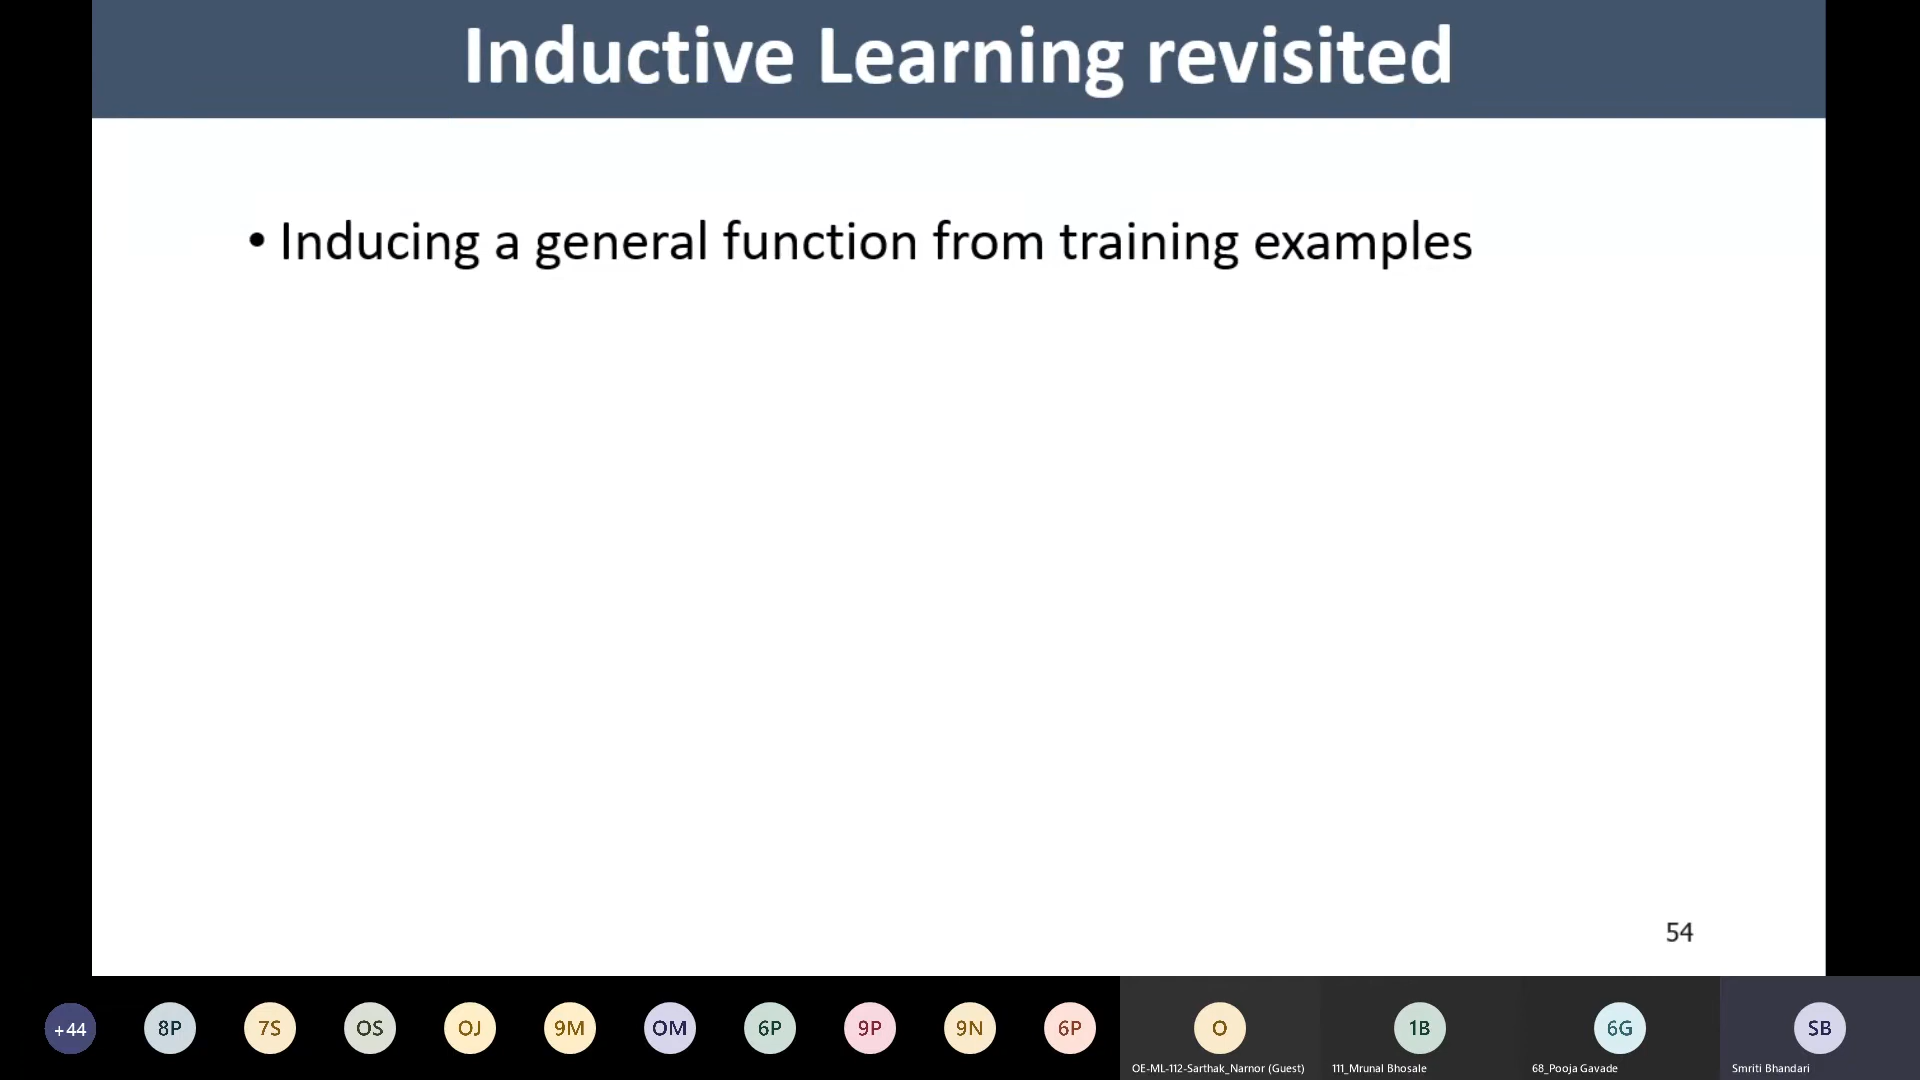 Inductive Learning revisited
• Inducing a general function from training examples
54
+44
8P
7S
OS
OJ
9M
OM
6P
9P
9N
6P
O
1B
6G
SB
OE-ML-112-Sarthak_Narnor (Guest)
111_Mrunal Bhosale
68_Pooja Gavade
Smriti Bhandari